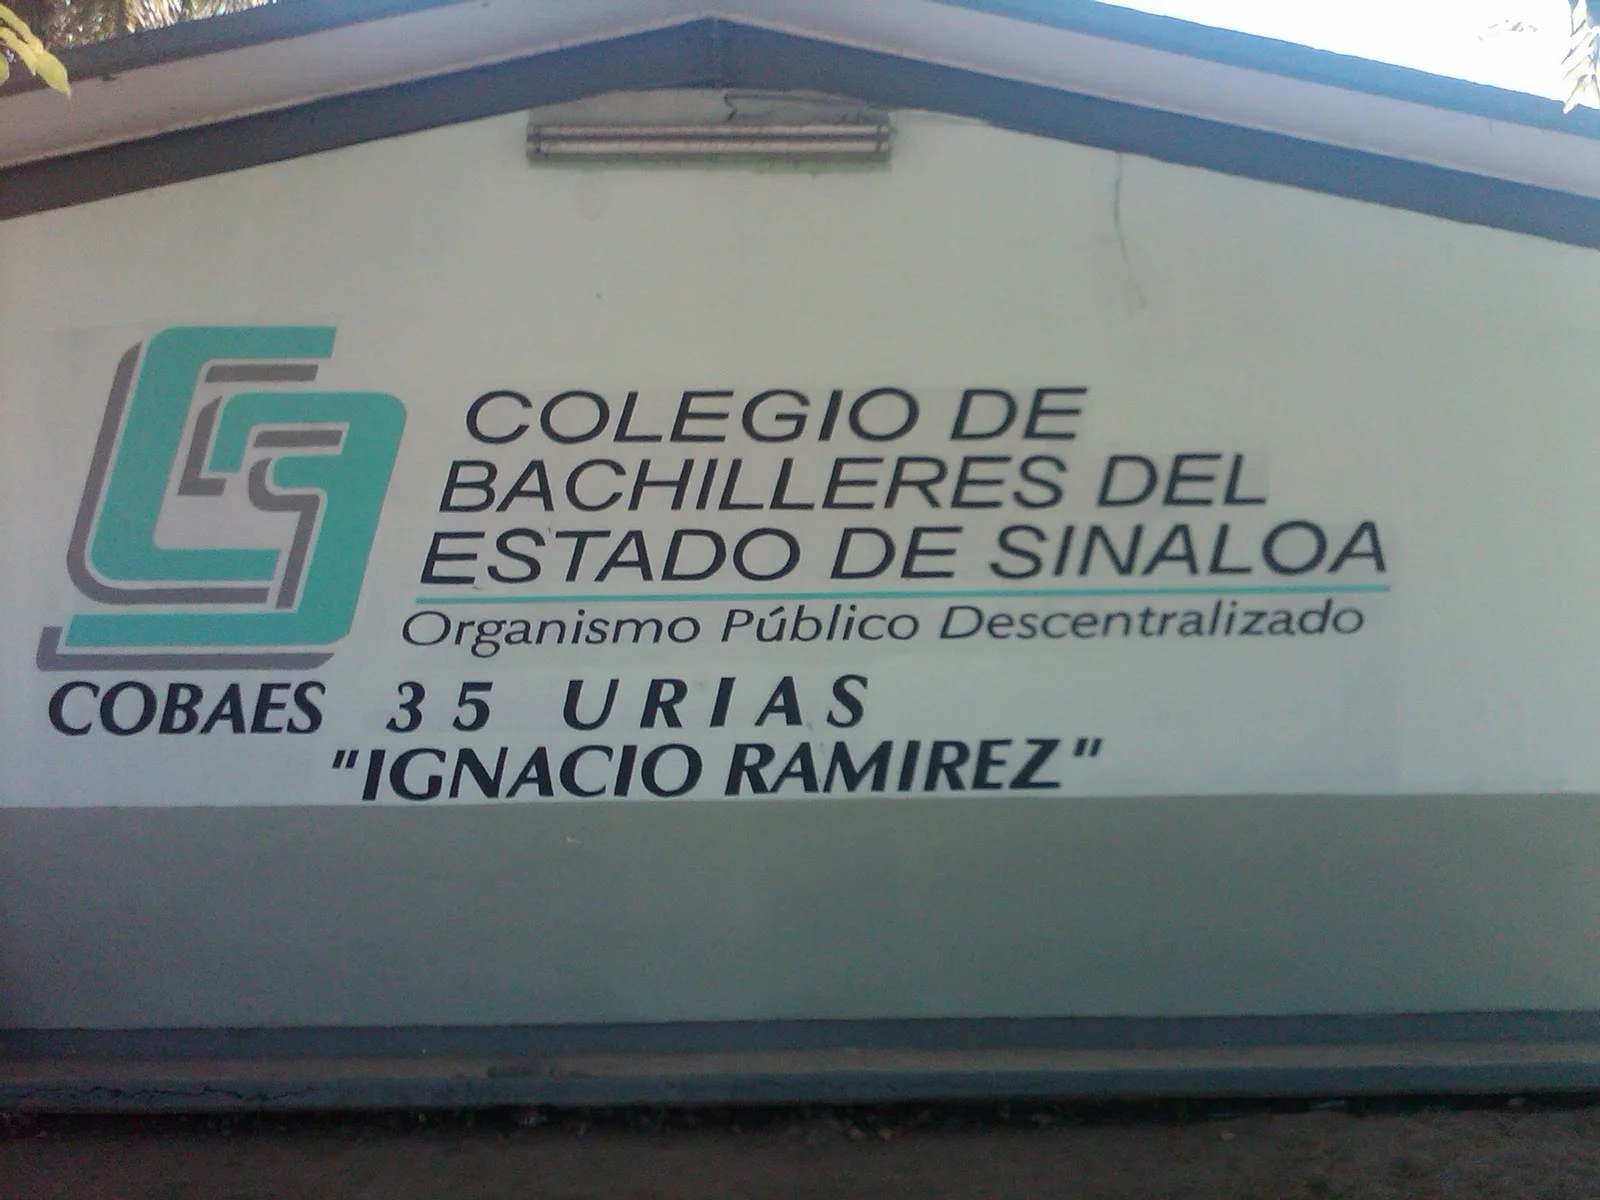 COLEGIO DE
BACHILLERES DEL
ESTADO DE SINALOA
Organismo Público Descentralizado
COBAES 35 URIAS
"IGNACIO RAMIREZ"